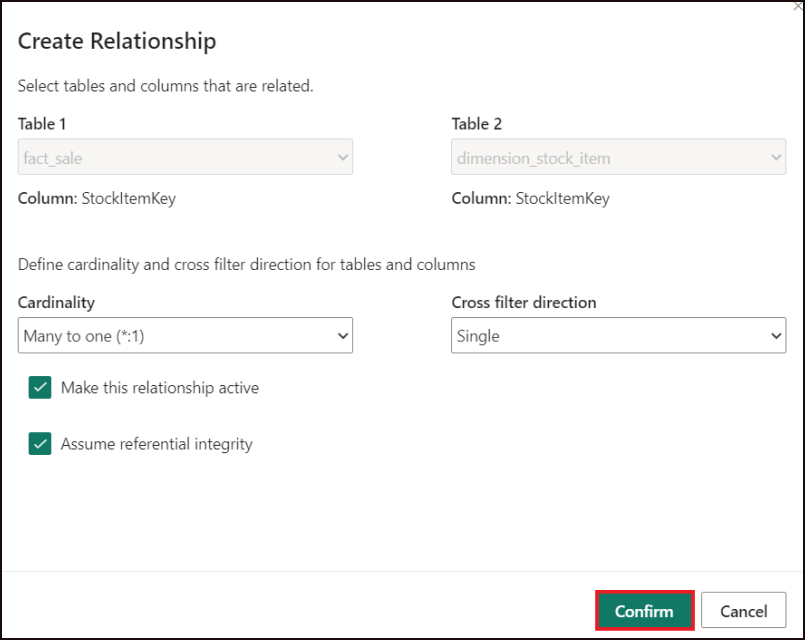 Create Relationship
Select tables and columns that are related.
Table 1
Table 2
fact_sale
dimension_stock_item
Column: StockItemKey
Column: StockItemKey
Define cardinality and cross filter direction for tables and columns
Cardinality
Cross filter direction
Many to one (*:1)
Single
Make this relationship active
Assume referential integrity
Confirm
Cancel